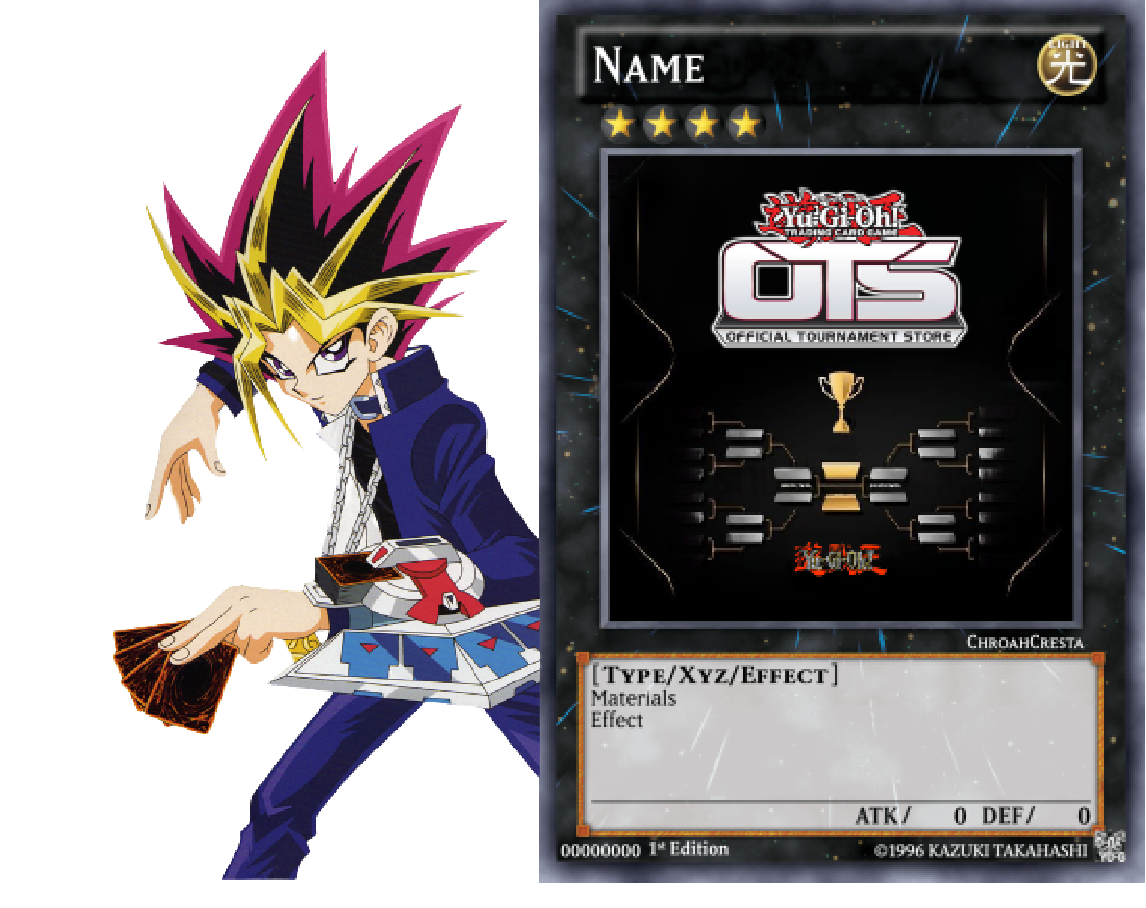 NAME
LIGHT
光
Yu-Gi-Oh!
TRADING CARD GAME
OTS
OFFICIAL TOURNAMENT STORE
Yu-Gi-Oh!
CHROAHCRESTA
[TYPE/XYZ/EFFECT]
Materials
Effect
ATK/ 0 DEF/ 0
00000000 1st Edition
©1996 KAZUKI TAKAHASHI